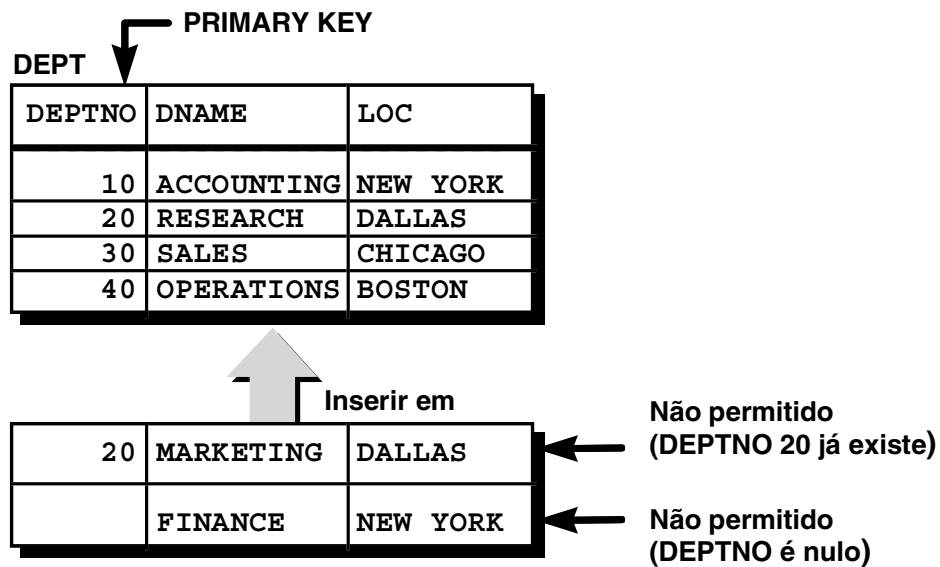 PRIMARY KEY
DEPT
DEPTNO DNAME LOC
10 ACCOUNTING NEW YORK
20 RESEARCH DALLAS
30 SALES CHICAGO
40 OPERATIONS BOSTON
Inserir em
20 MARKETING DALLAS
Não permitido
(DEPTNO 20 já existe)
FINANCE NEW YORK
Não permitido
(DEPTNO é nulo)